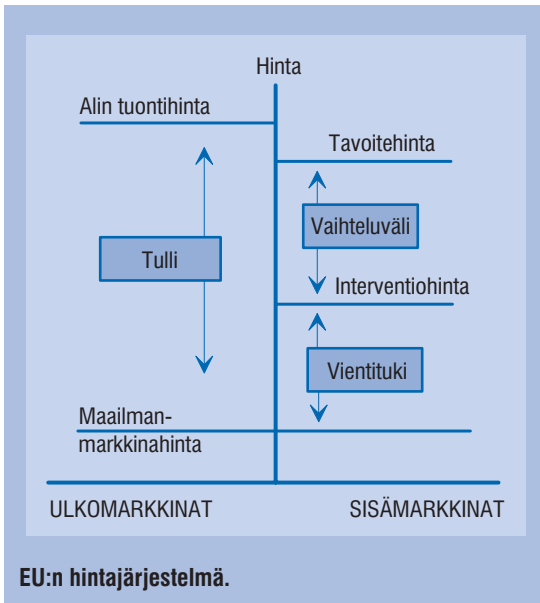 Hinta
Alin tuontihinta
Tavoitehinta
Vaihteluväli
Tulli
Interventiohinta
Vientituki
Maailman-
markkinahinta
ULKOMARKKINAT
SISÄMARKKINAT
EU:n hintajärjestelmä.